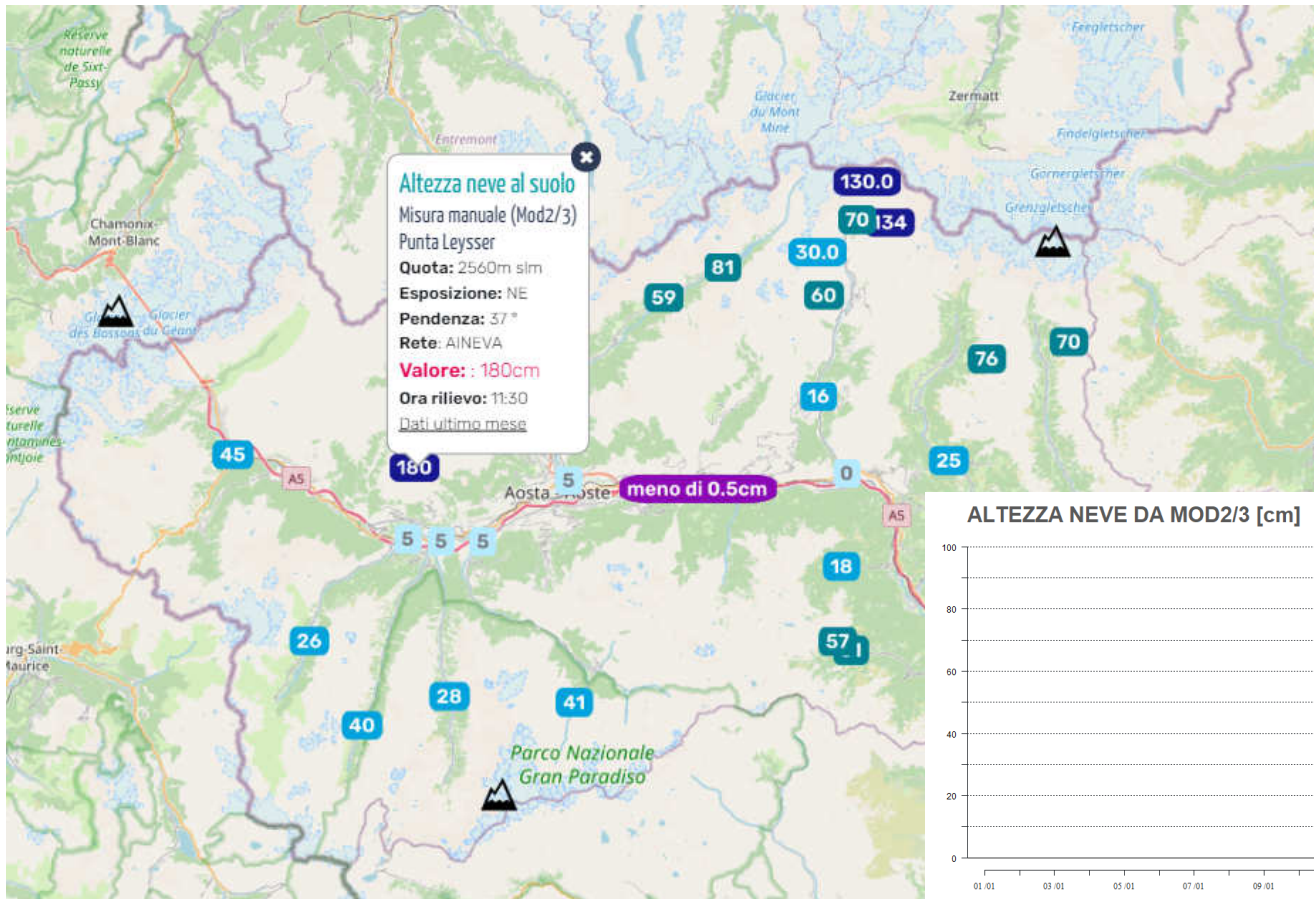 Réserve
naturelle
de Sixt-
Passy
Feegletscher
Zermatt
Glacier
du Mont
Mine
Findelgletscher
Entremont
Gornergletscher
Grenzgletscher
Chamonix-
Mont-Blanc
Altezza neve al suolo
Misura manuale (Mod2/3)
Punta Leysser
Quota: 2560m slm
Esposizione: NE
Pendenza: 37 °
Rete: AINEVA
Valore: : 180cm
Ora rilievo: 11:30
Dati ultimo mese
130.0
70
134
30.0
81
59
60
Glacier
des Bossons du Géant
76
70
16
45
180
25
A5
5
Aosta
meno di 0.5cm
0
A5
5
5
5
18
57
26
28
41
40
Maurice
Parco Nazionale
Gran Paradiso
ALTEZZA NEVE DA MOD2/3 [cm]
100
80
60
40
20
0
01 /01
03 /01
05 /01
07 /01
09 /01